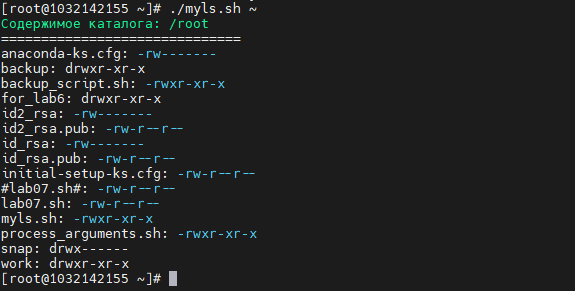 [root@1032142155 ~]# ./myls.sh ~
Содержимое каталога: /root
==============================
anaconda-ks.cfg: -rw-------
backup: drwxr-xr-x
backup_script.sh: -rwxr-xr-x
for_lab6: drwxr-xr-x
id2_rsa: -rw-------
id2_rsa.pub: -rw-r--r--
id_rsa: -rw-------
id_rsa.pub: -rw-r--r--
initial-setup-ks.cfg: -rw-r--r--
#lab07.sh#: -rw-r--r--
lab07.sh: -rw-r--r--
myls.sh: -rwxr-xr-x
process_arguments.sh: -rwxr-xr-x
snap: drwx------
work: drwxr-xr-x
[root@1032142155 ~]#